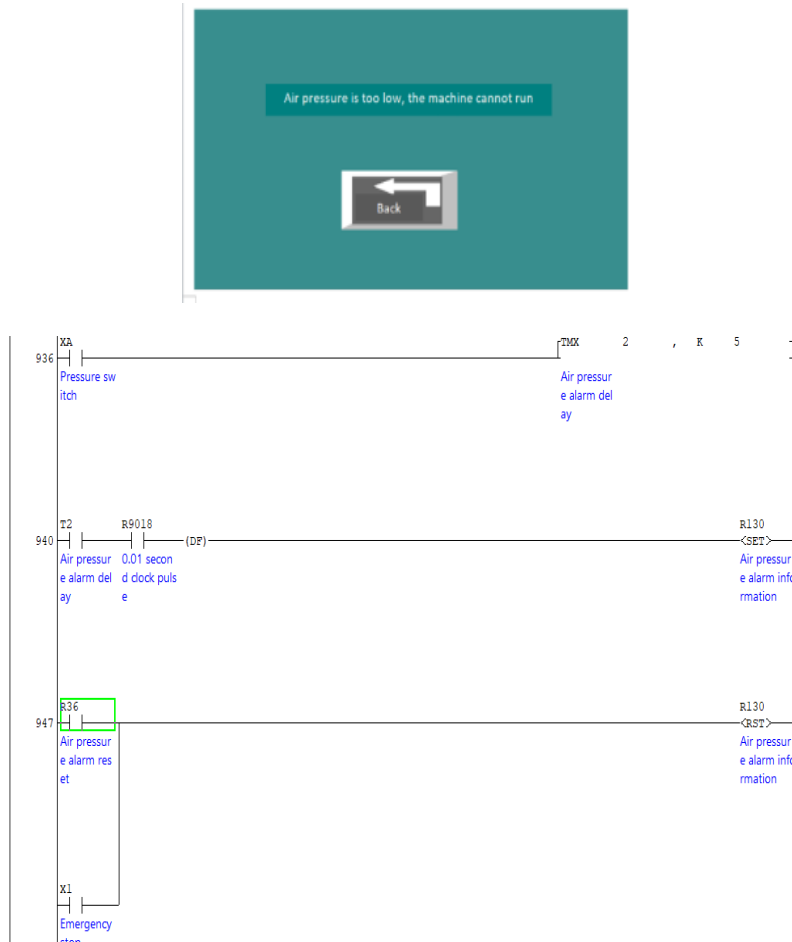 Air pressure is too low, the machine cannot run
Back
XA
TMX 2 , K 5
936
Pressure sw
itch
Air pressur
e alarm del
ay
T2 R9018 R130
940 (DF) <SET>
Air pressur
e alarm del
ay
0.01 secon
d clock puls
e
Air pressur
e alarm info
rmation
R36 R130
947 <RST>
Air pressur
e alarm res
et
Air pressur
e alarm info
rmation
X1
Emergency
stop